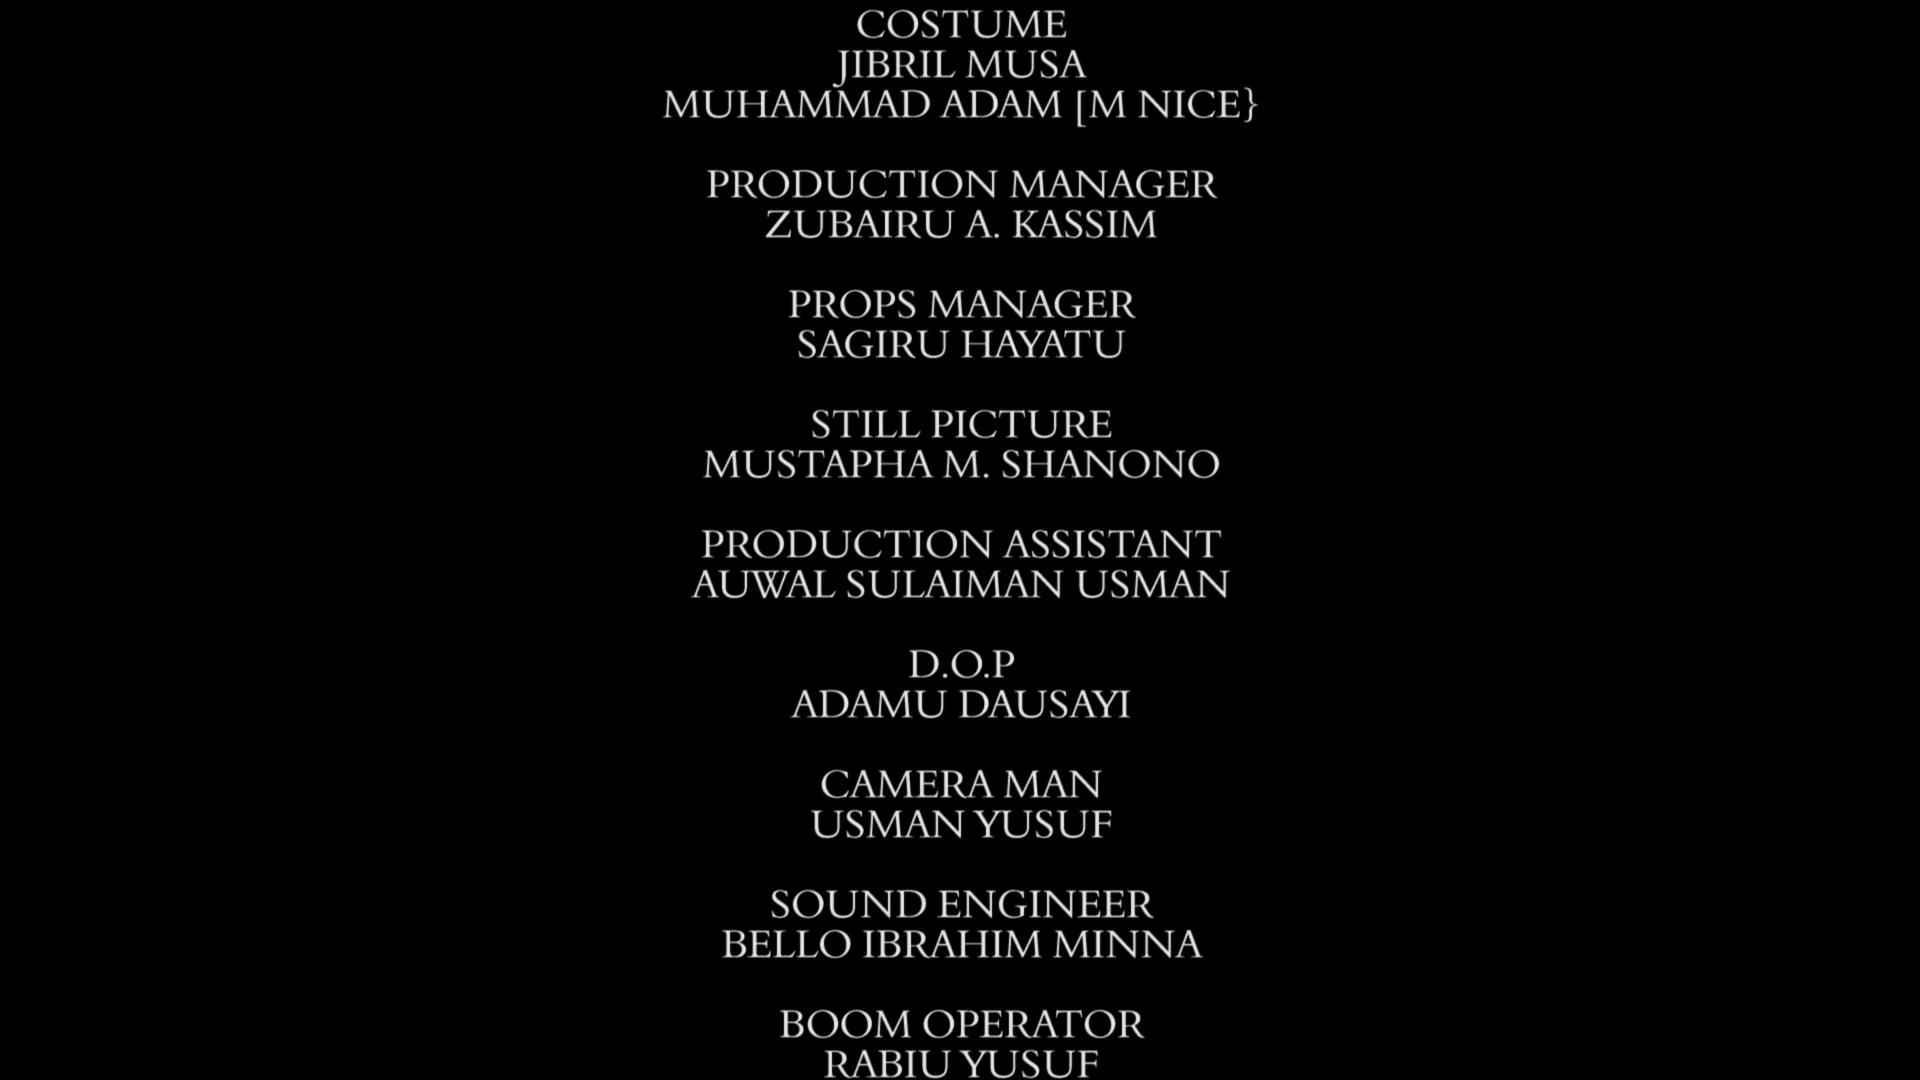 COSTUME
JIBRIL MUSA
MUHAMMAD ADAM [M NICE}
PRODUCTION MANAGER
ZUBAIRU A. KASSIM
PROPS MANAGER
SAGIRU HAYATU
STILL PICTURE
MUSTAPHA M. SHANONO
PRODUCTION ASSISTANT
AUWAL SULAIMAN USMAN
D.O.P
ADAMU DAUSAYI
CAMERA MAN
USMAN YUSUF
SOUND ENGINEER
BELLO IBRAHIM MINNA
BOOM OPERATOR
RABIU YUSUF